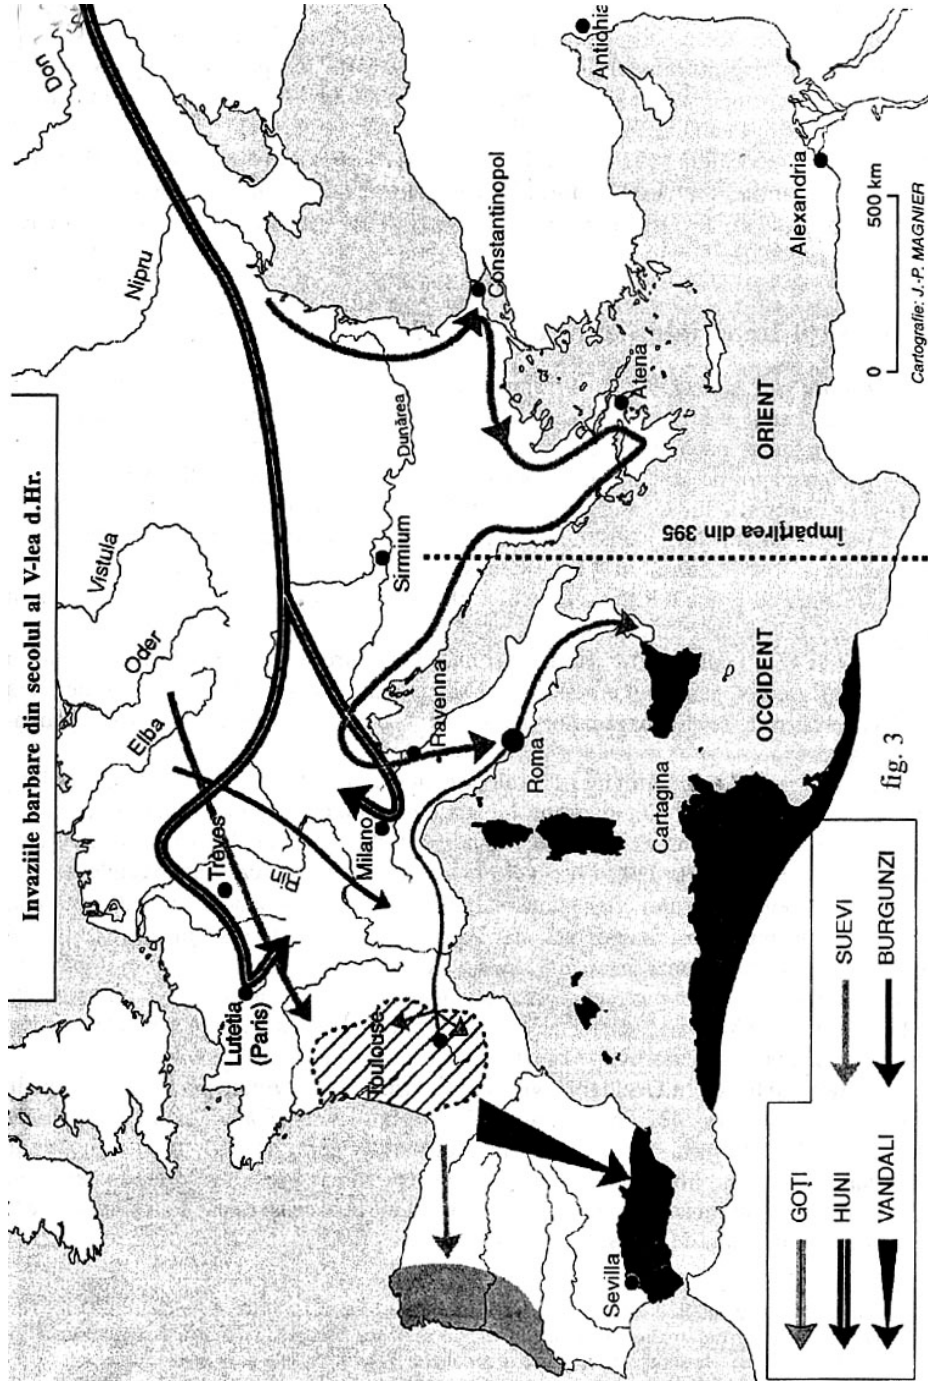 Invaziile barbare din secolul al V-lea d.Hr.
Don
Nipru
Vistula
Oder
Elba
Treves
Rin
Lutetia
(Paris)
Toulouse
Milano
Ravenna
Roma
Sirmium
Dunărea
Constantinopol
Antiohia
Atena
Alexandria
Sevilla
Cartagina
OCCIDENT
ORIENT
Împărțirea din 395
0
500 km
Cartografie: J.-P. MAGNIER
fig. 3
GOȚI
HUNI
VANDALI
SUEVI
BURGUNZI